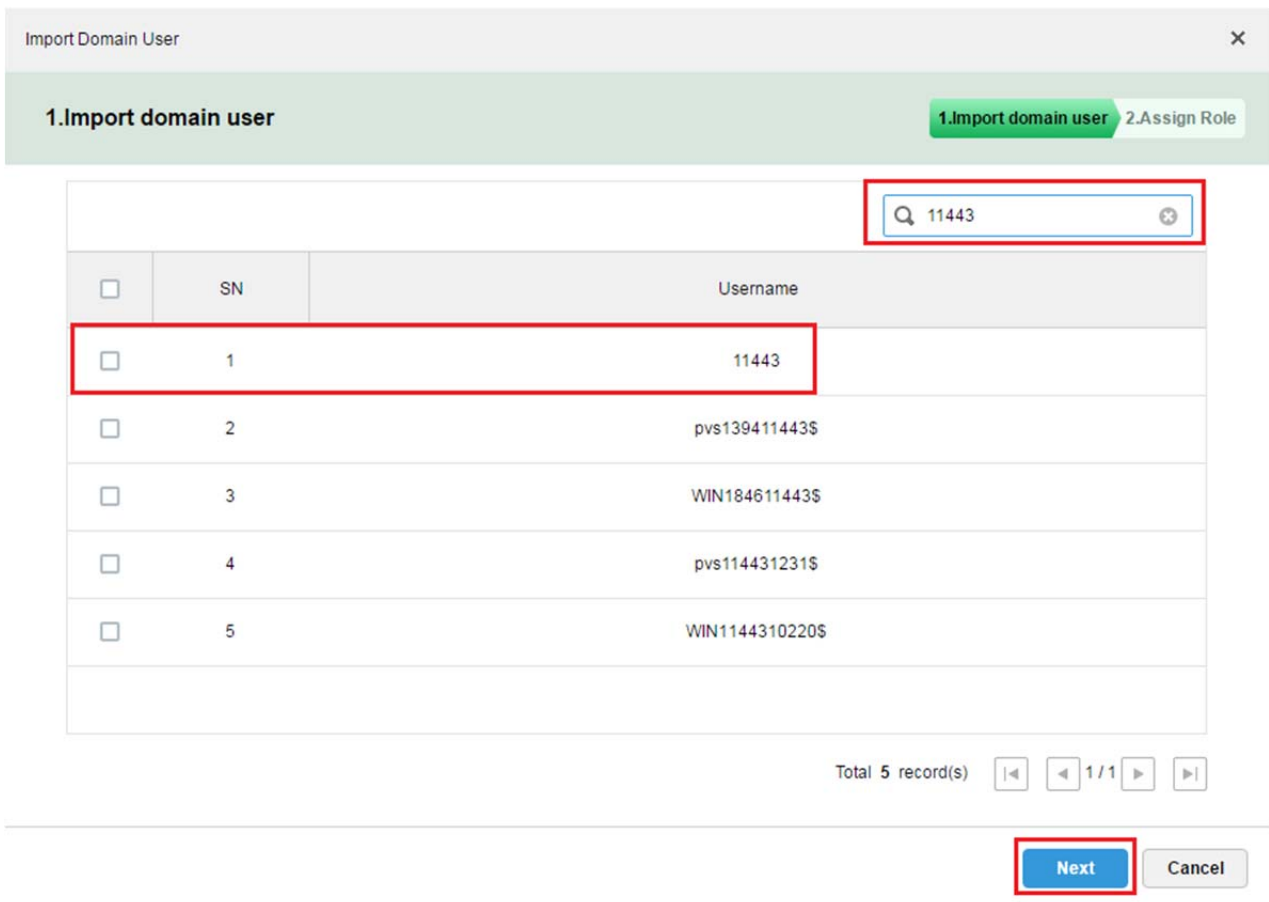 Import Domain User
1.Import domain user
1.Import domain user 2.Assign Role
11443
SN Username
1 11443
2 pvs139411443$
3 WIN184611443$
4 pvs114431231$
5 WIN1144310220$
Total 5 record(s) 1 / 1
Next Cancel